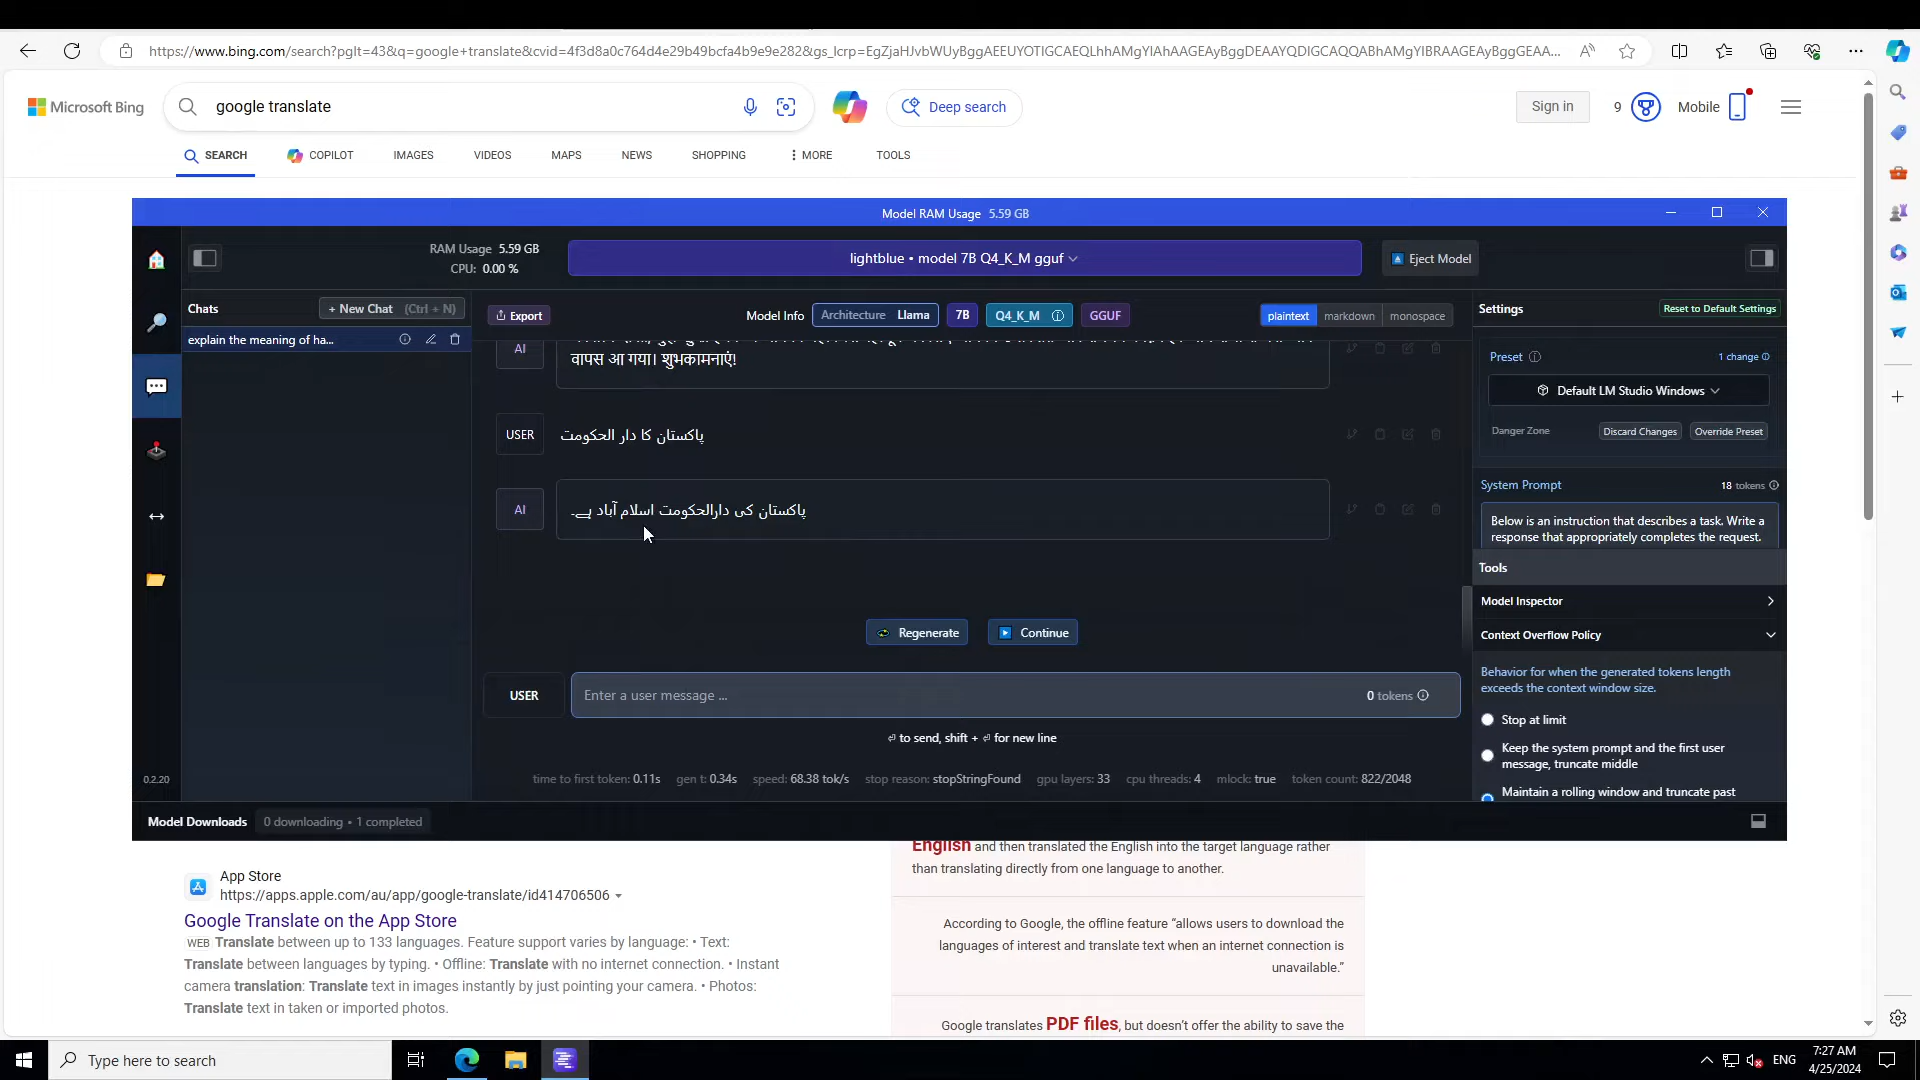 https://www.bing.com/search?pglt=43&q=google+translate&cvid=4f3d8a0c764d4e29b49bcfa4b9e9e282&gs_lcrp=EgZjaHJvbWUyBggAEEUYOTIGCAEQLhhAMgYIAhAAGEAyBggDEAAYQDIGCAQQABhAMgYIBRAAGEAyBggGEAA...
Microsoft Bing
google translate
Deep search
Sign in
9
Mobile
SEARCH
COPILOT
IMAGES
VIDEOS
MAPS
NEWS
SHOPPING
MORE
TOOLS
Model RAM Usage 5.59 GB
RAM Usage 5.59 GB
CPU: 0.00 %
lightblue • model 7B Q4_K_M gguf
Eject Model
Chats
+ New Chat (Ctrl + N)
explain the meaning of ha...
Export
Model Info
Architecture Llama
7B
Q4_K_M
GGUF
plaintext
markdown
monospace
AI
वापस आ गया। शुभकामनाएं!
USER
پاکستان کا دار الحکومت
AI
پاکستان کی دارالحکومت اسلام آباد ہے۔
Regenerate
Continue
USER
Enter a user message ...
0 tokens
to send, shift + for new line
time to first token: 0.11s gen t: 0.34s speed: 68.38 tok/s stop reason: stopStringFound gpu layers: 33 cpu threads: 4 mlock: true token count: 822/2048
0.2.20
Model Downloads
0 downloading • 1 completed
Settings
Reset to Default Settings
Preset
1 change
Default LM Studio Windows
Danger Zone
Discard Changes
Override Preset
System Prompt
18 tokens
Below is an instruction that describes a task. Write a
response that appropriately completes the request.
Tools
Model Inspector
Context Overflow Policy
Behavior for when the generated tokens length
exceeds the context window size.
Stop at limit
Keep the system prompt and the first user
message, truncate middle
Maintain a rolling window and truncate past
App Store
https://apps.apple.com/au/app/google-translate/id414706506
Google Translate on the App Store
WEB Translate between up to 133 languages. Feature support varies by language: • Text:
Translate between languages by typing. • Offline: Translate with no internet connection. • Instant
camera translation: Translate text in images instantly by just pointing your camera. • Photos:
Translate text in taken or imported photos.
English and then translated the English into the target language rather
than translating directly from one language to another.
According to Google, the offline feature “allows users to download the
languages of interest and translate text when an internet connection is
unavailable.”
Google translates PDF files, but doesn’t offer the ability to save the
Type here to search
ENG
7:27 AM
4/25/2024